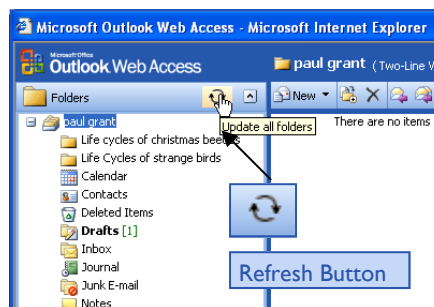 Microsoft Outlook Web Access - Microsoft Internet Explorer
Microsoft Office
Outlook Web Access
paul grant (Two-Line V
Folders
New
paul grant
Update all folders
There are no items
Life cycles of christmas bee
Life Cycles of strange birds
Calendar
Contacts
Deleted Items
Drafts [1]
Inbox
Journal
Junk E-mail
Notes
Refresh Button